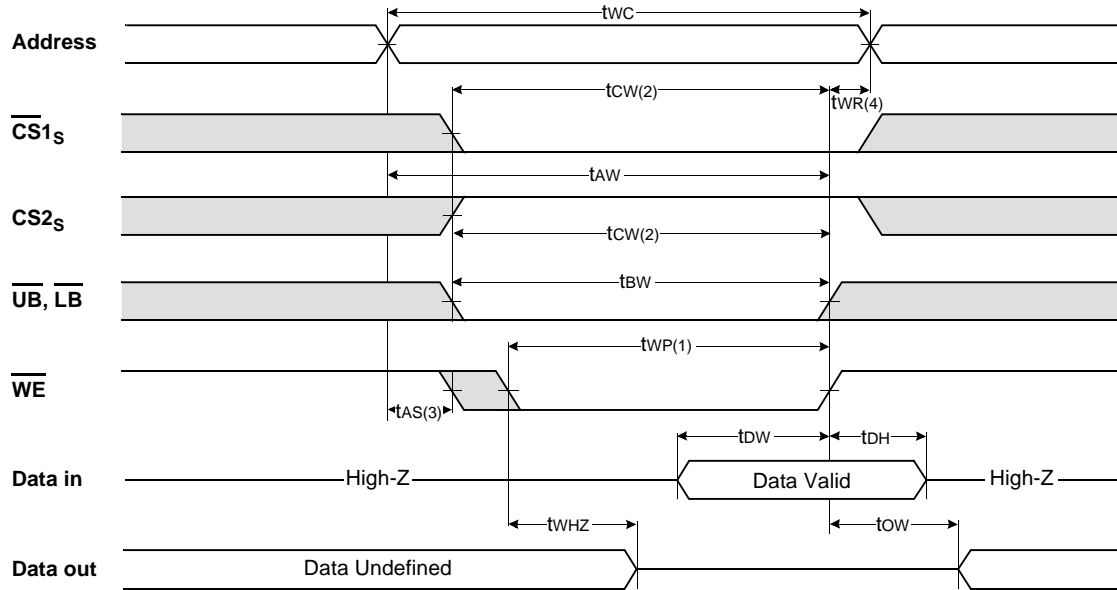 tWC
Address
tCW(2)
tWR(4)
CS1S
tAW
CS2S
tCW(2)
tBW
UB, LB
tWP(1)
WE
tAS(3)
tDW
tDH
Data in
High-Z
Data Valid
High-Z
tWHZ
tOW
Data out
Data Undefined